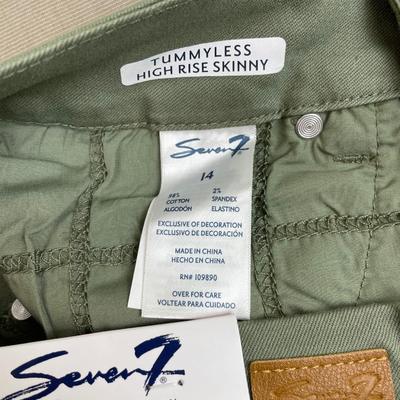 TUMMYLESS
HIGH RISE SKINNY
Seven7®
14
98% 2%
COTTON SPANDEX
ALGODÓN ELASTINO
EXCLUSIVE OF DECORATION
EXCLUSIVO DE DECORACIÓN
MADE IN CHINA
HECHO EN CHINA
RN# 109890
OVER FOR CARE
VOLTEAR PARA CUIDADO
Seven7®